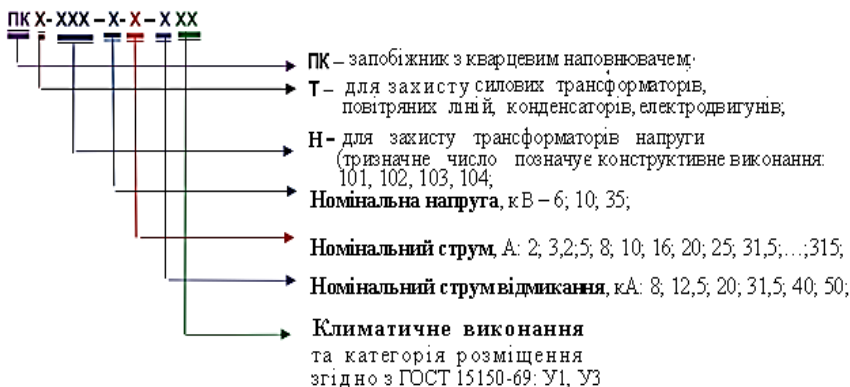 ПК Х-ХХХ – Х- Х – Х ХХ
ПК – запобіжник з кварцевим наповнювачем;
Т – для захисту силових трансформаторів,
повітряних ліній, конденсаторів, електродвигунів;
Н – для захисту трансформаторів напруги
(тризначне число позначує конструктивне виконання:
101, 102, 103, 104;
Номінальна напруга, кВ – 6; 10; 35;
Номінальний струм, А: 2; 3,2; 5; 8; 10; 16; 20; 25; 31,5;…;315;
Номінальний струм відмикання, кА: 8; 12,5; 20; 31,5; 40; 50;
Климатичне виконання
та категорія розміщення
згідно з ГОСТ 15150-69: У1, У3